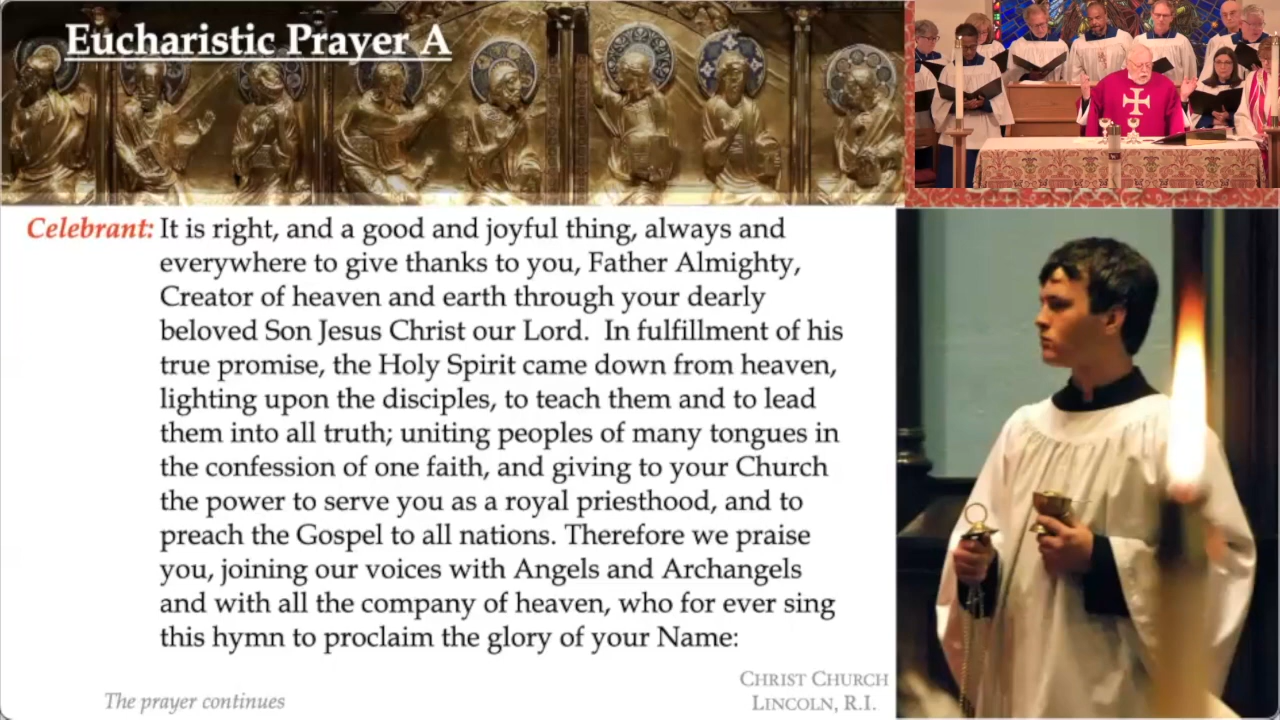 Eucharistic Prayer A
Celebrant: It is right, and a good and joyful thing, always and
everywhere to give thanks to you, Father Almighty,
Creator of heaven and earth through your dearly
beloved Son Jesus Christ our Lord.  In fulfillment of his
true promise, the Holy Spirit came down from heaven,
lighting upon the disciples, to teach them and to lead
them into all truth; uniting peoples of many tongues in
the confession of one faith, and giving to your Church
the power to serve you as a royal priesthood, and to
preach the Gospel to all nations. Therefore we praise
you, joining our voices with Angels and Archangels
and with all the company of heaven, who for ever sing
this hymn to proclaim the glory of your Name:
The prayer continues
CHRIST CHURCH
LINCOLN, R.I.